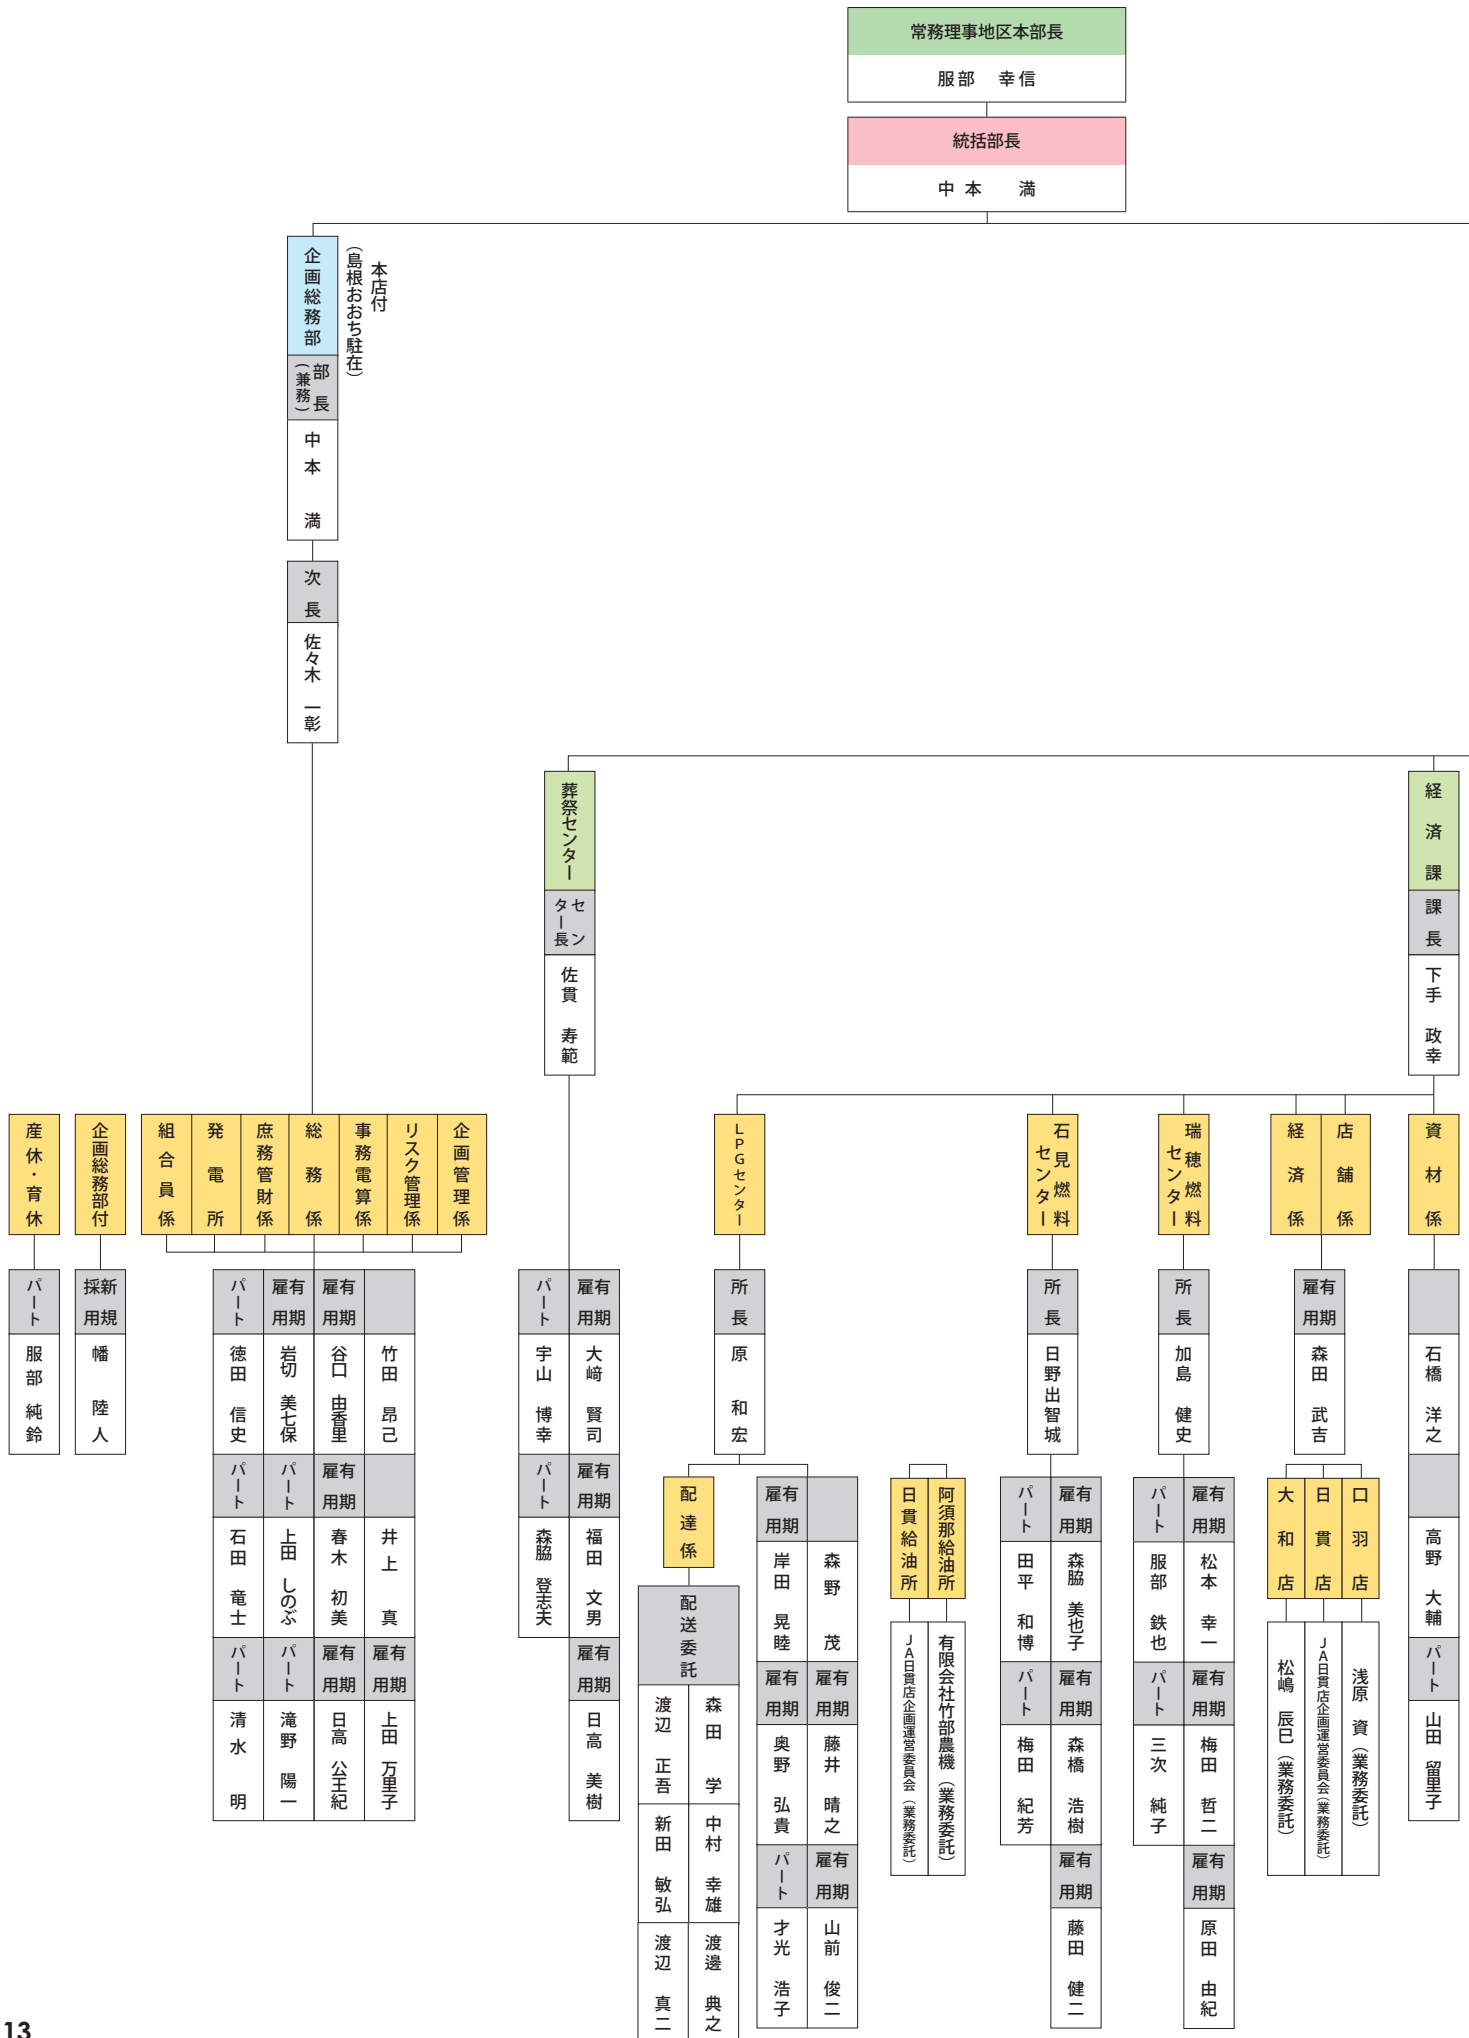 常務理事地区本部長
服部　幸信
統括部長
中本　満
企画総務部
本店付
（島根おおち駐在）
部長
（兼務）
中本　満
次長
佐々木　一彰
葬祭センター
センター長
佐貫　寿範
経済課
課長
下手　政幸
産休・育休
企画総務部付
組合員係
発電所
庶務管財係
総務係
事務電算係
リスク管理係
企画管理係
LPGセンター
石見燃料センター
瑞穂燃料センター
経済係
店舗係
資材係
パート
服部　純鈴
新規採用
幡　陸人
パート
徳田　信史
有期雇用
岩切　美七保
有期雇用
谷口　由香里
竹田　昂己
パート
石田　竜士
パート
上田　しのぶ
有期雇用
春木　初美
井上　真
パート
清水　明
パート
滝野　陽一
有期雇用
日高　公王紀
有期雇用
上田　万里子
パート
宇山　博幸
有期雇用
大﨑　賢司
パート
森脇　登志夫
有期雇用
福田　文男
有期雇用
日高　美樹
所長
原　和宏
配達係
配送委託
渡辺　正吾
森田　学
新田　敏弘
中村　幸雄
渡辺　真二
渡邊　典之
有期雇用
岸田　晃睦
森野　茂
有期雇用
奥野　弘貴
有期雇用
藤井　晴之
パート
才光　浩子
有期雇用
山前　俊二
日貫給油所
阿須那給油所
JA日貫店企画運営委員会（業務委託）
有限会社竹部農機（業務委託）
所長
日野出智城
パート
田平　和博
有期雇用
森脇　美也子
パート
梅田　紀芳
有期雇用
森橋　浩樹
有期雇用
藤田　健二
所長
加島　健史
パート
服部　鉄也
有期雇用
松本　幸一
パート
三次　純子
有期雇用
梅田　哲二
有期雇用
原田　由紀
有期雇用
森田　武吉
大和店
日貫店
口羽店
松嶋　辰巳（業務委託）
JA日貫店企画運営委員会（業務委託）
浅原　資（業務委託）
石橋　洋之
高野　大輔
パート
山田　留里子
13